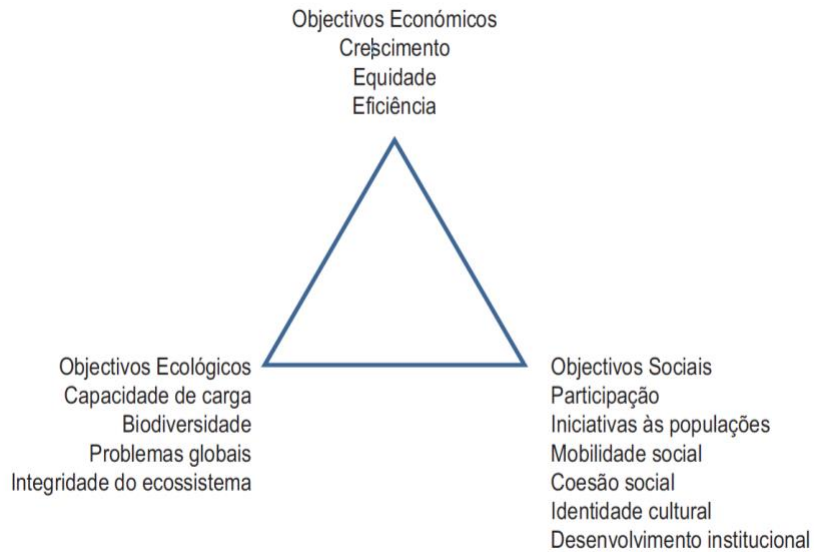 Objectivos Económicos
Crescimento
Equidade
Eficiência
Objectivos Ecológicos
Capacidade de carga
Biodiversidade
Problemas globais
Integridade do ecossistema
Objectivos Sociais
Participação
Iniciativas às populações
Mobilidade social
Coesão social
Identidade cultural
Desenvolvimento institucional